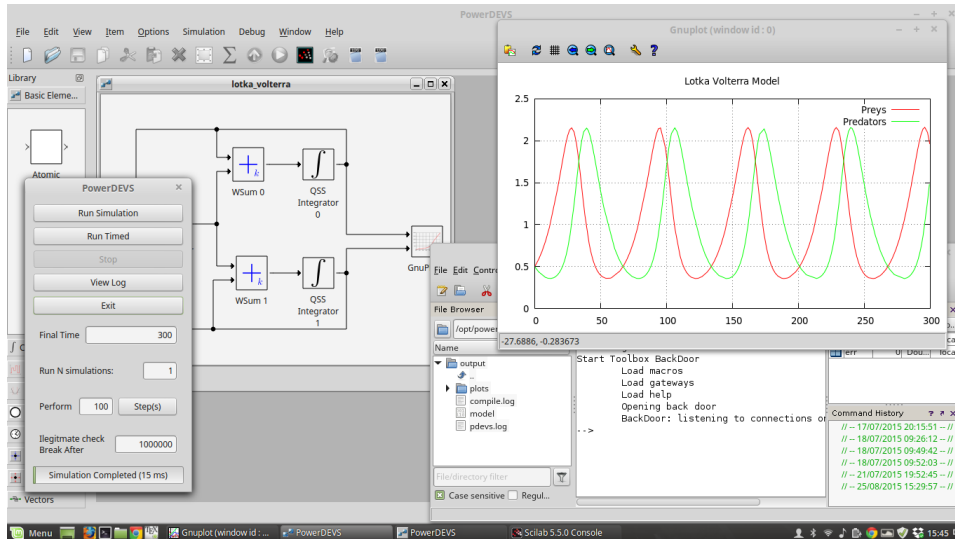 PowerDEVS
File Edit View Item Options Simulation Debug Window Help
Library
Basic Eleme...
Atomic
lotka_volterra
WSum 0
QSS
Integrator
0
WSum 1
QSS
Integrator
1
PowerDEVS
Run Simulation
Run Timed
Stop
View Log
Exit
Final Time 300
Run N simulations: 1
Perform 100 Step(s)
Ilegitmate check
Break After 1000000
Simulation Completed (15 ms)
Vectors
Gnuplot (window id : 0)
Lotka Volterra Model
Preys
Predators
2.5
2
1.5
1
0.5
0
0 50 100 150 200 250 300
-27.6886, -0.283673
File Edit
File Browser
Name
output
..
plots
compile.log
model
pdevs.log
File/directory filter
Case sensitive Regul...
Start Toolbox BackDoor
Load macros
Load gateways
Load help
Opening back door
BackDoor: listening to connections
-->
err 0 Dou...
Command History
// -- 17/07/2015 20:15:51 -- //
// -- 18/07/2015 09:26:12 -- //
// -- 18/07/2015 09:49:42 -- //
// -- 18/07/2015 09:52:03 -- //
// -- 21/07/2015 19:52:45 -- //
// -- 25/08/2015 15:29:57 -- //
Menu Gnuplot (window id : ... PowerDEVS PowerDEVS Scilab 5.5.0 Console 15:45